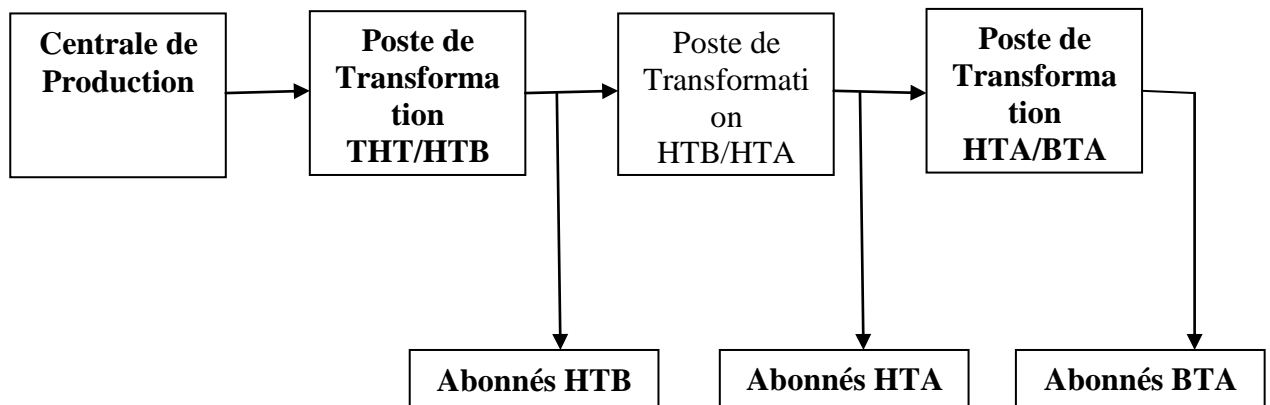 Centrale de
Production
Poste de
Transforma
tion
THT/HTB
Poste de
Transformati
on
HTB/HTA
Poste de
Transforma
tion
HTA/BTA
Abonnés HTB
Abonnés HTA
Abonnés BTA